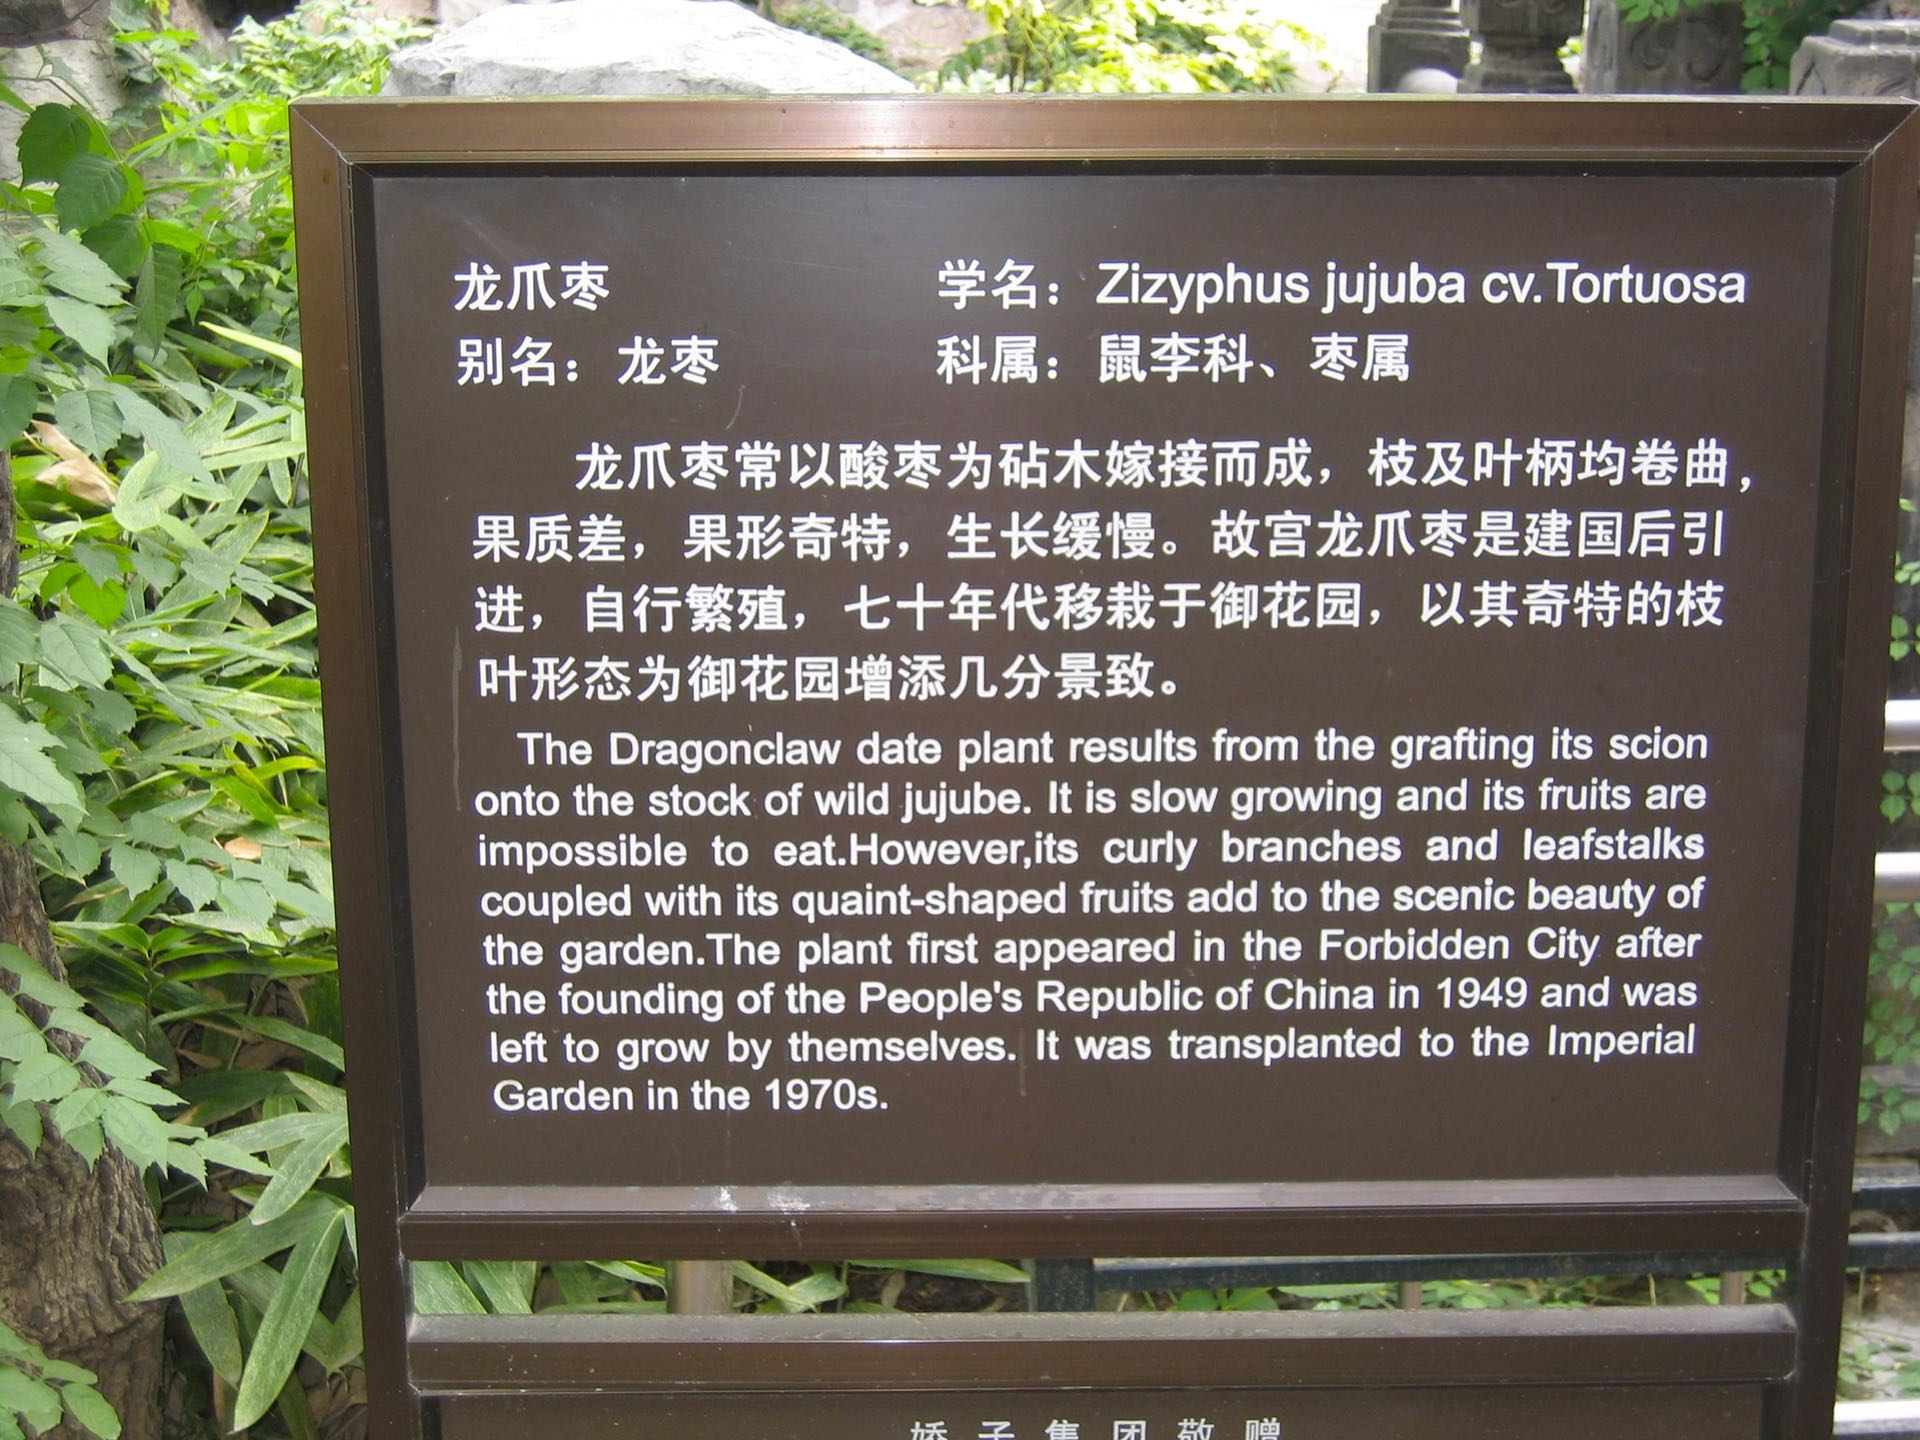 龙爪枣
学名：Zizyphus jujuba cv.Tortuosa
别名：龙枣
科属：鼠李科、枣属
龙爪枣常以酸枣为砧木嫁接而成，枝及叶柄均卷曲，
果质差，果形奇特，生长缓慢。故宫龙爪枣是建国后引
进，自行繁殖，七十年代移栽于御花园，以其奇特的枝
叶形态为御花园增添几分景致。
The Dragonclaw date plant results from the grafting its scion
onto the stock of wild jujube. It is slow growing and its fruits are
impossible to eat.However,its curly branches and leafstalks
coupled with its quaint-shaped fruits add to the scenic beauty of
the garden.The plant first appeared in the Forbidden City after
the founding of the People's Republic of China in 1949 and was
left to grow by themselves. It was transplanted to the Imperial
Garden in the 1970s.
娇子集团敬赠